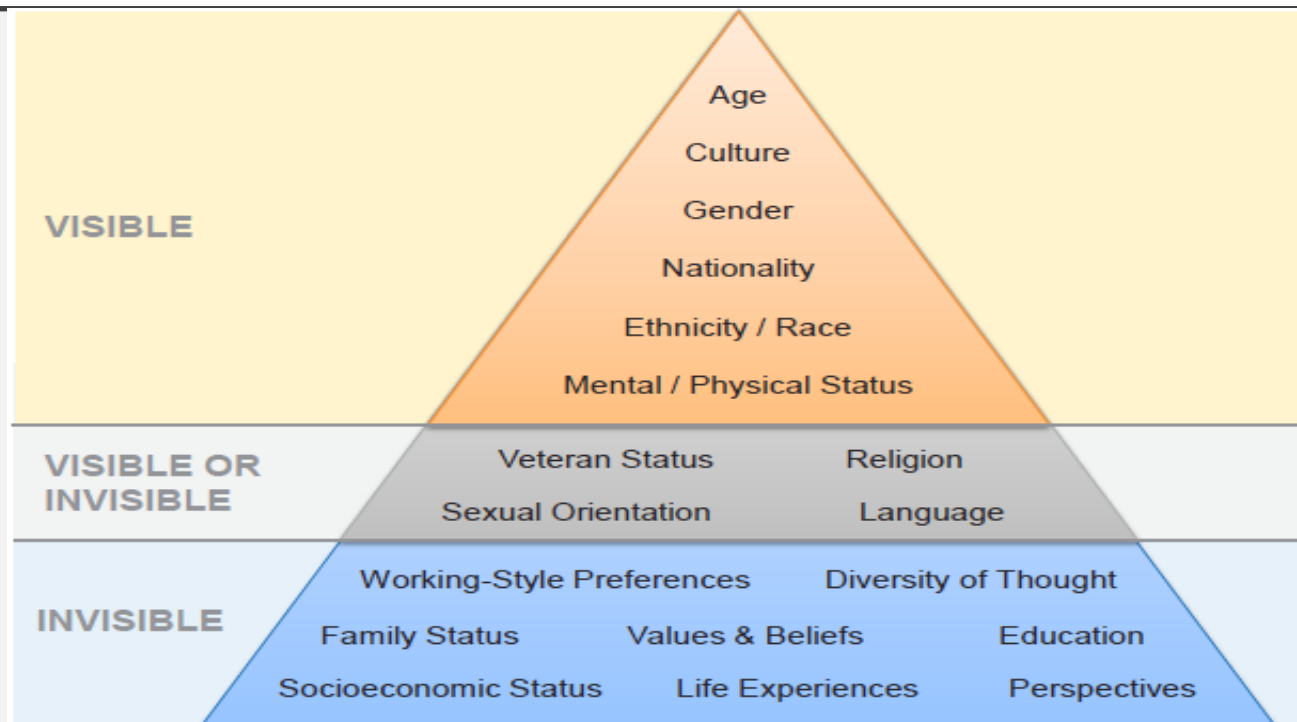 Age
Culture
Gender
Nationality
Ethnicity / Race
Mental / Physical Status
VISIBLE
Veteran Status Religion
Sexual Orientation Language
VISIBLE OR
INVISIBLE
Working-Style Preferences Diversity of Thought
Family Status Values & Beliefs Education
Socioeconomic Status Life Experiences Perspectives
INVISIBLE